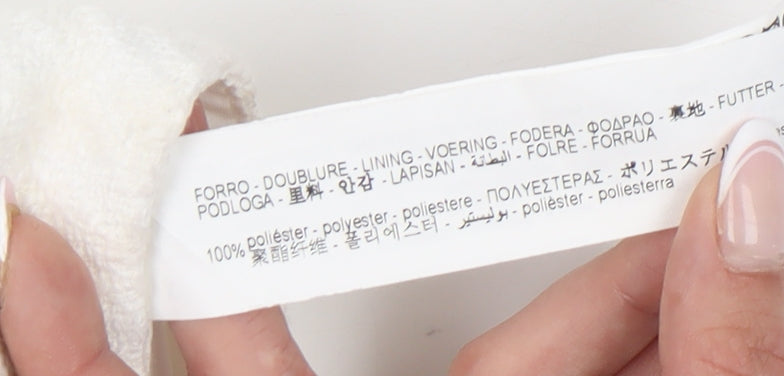 FORRO - DOUBLURE - LINING - VOERING - FODERA - ΦΟΔΡΑΟ - 裏地 - FUTTER -
PODLOGA - 里料 - 안감 - LAPISAN - البطانة - FOLRE - FORRUA
100% poliéster - polyester - poliestere - ΠΟΛΥΕΣΤΕΡΑΣ - ポリエステル
聚酯纤维 - 폴리에스터 - بوليستير - polièster - poliesterra